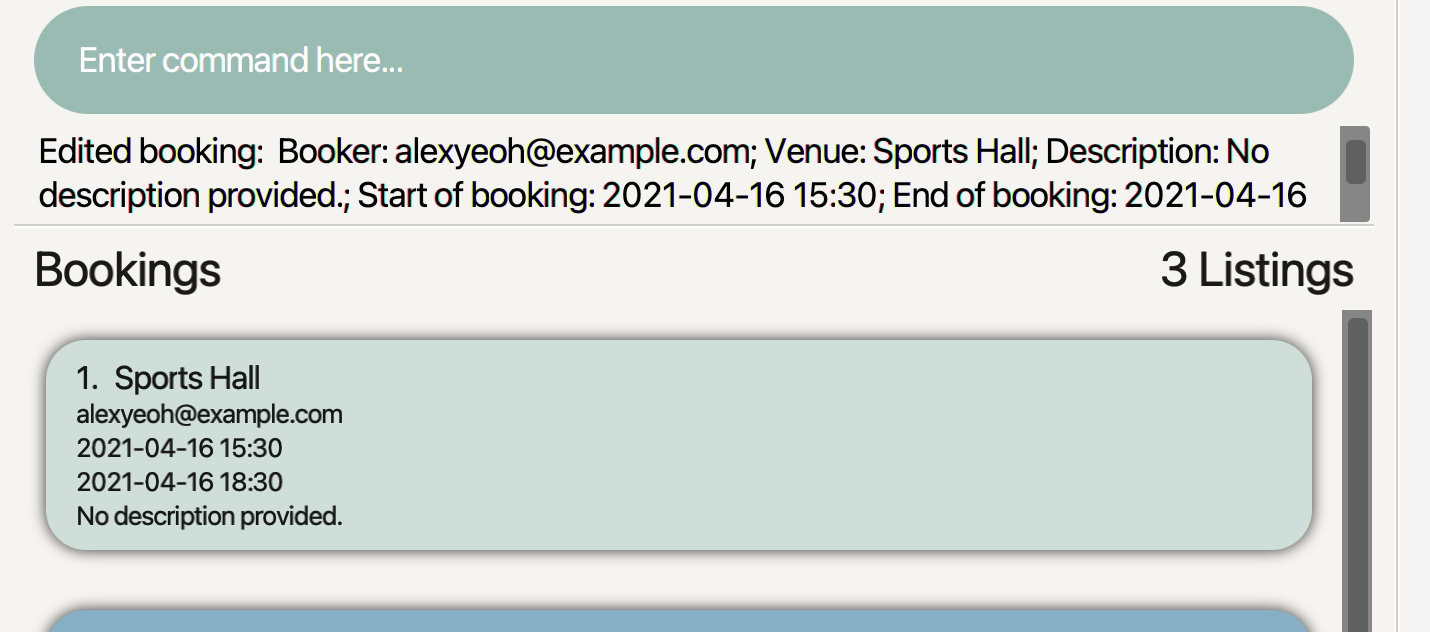 Enter command here...
Edited booking:  Booker: alexyeoh@example.com; Venue: Sports Hall; Description: No
description provided.; Start of booking: 2021-04-16 15:30; End of booking: 2021-04-16
Bookings
3 Listings
1.  Sports Hall
alexyeoh@example.com
2021-04-16 15:30
2021-04-16 18:30
No description provided.